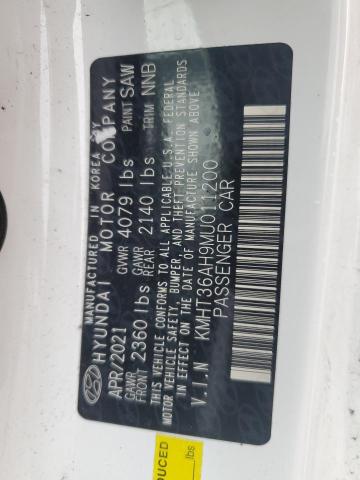 MANUFACTURED IN KOREA BY
HYUNDAI MOTOR COMPANY
APR/2021 GVWR 4079 lbs PAINT SAW
GAWR FRONT 2360 lbs GAWR REAR 2140 lbs TRIM NNB
THIS VEHICLE CONFORMS TO ALL APPLICABLE U.S.A. FEDERAL
MOTOR VEHICLE SAFETY, BUMPER, AND THEFT PREVENTION STANDARDS
IN EFFECT ON THE DATE OF MANUFACTURE SHOWN ABOVE.
V.I.N KMHT36AH9MU011200
PASSENGER CAR
DUCED
lbs